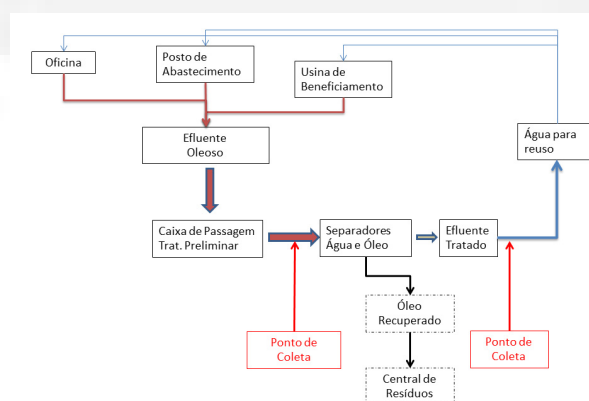 Oficina
Posto de
Abastecimento
Usina de
Beneficiamento
Água para
reuso
Efluente
Oleoso
Caixa de Passagem
Trat. Preliminar
Separadores
Água e Óleo
Efluente
Tratado
Óleo
Recuperado
Ponto de
Coleta
Ponto de
Coleta
Central de
Resíduos